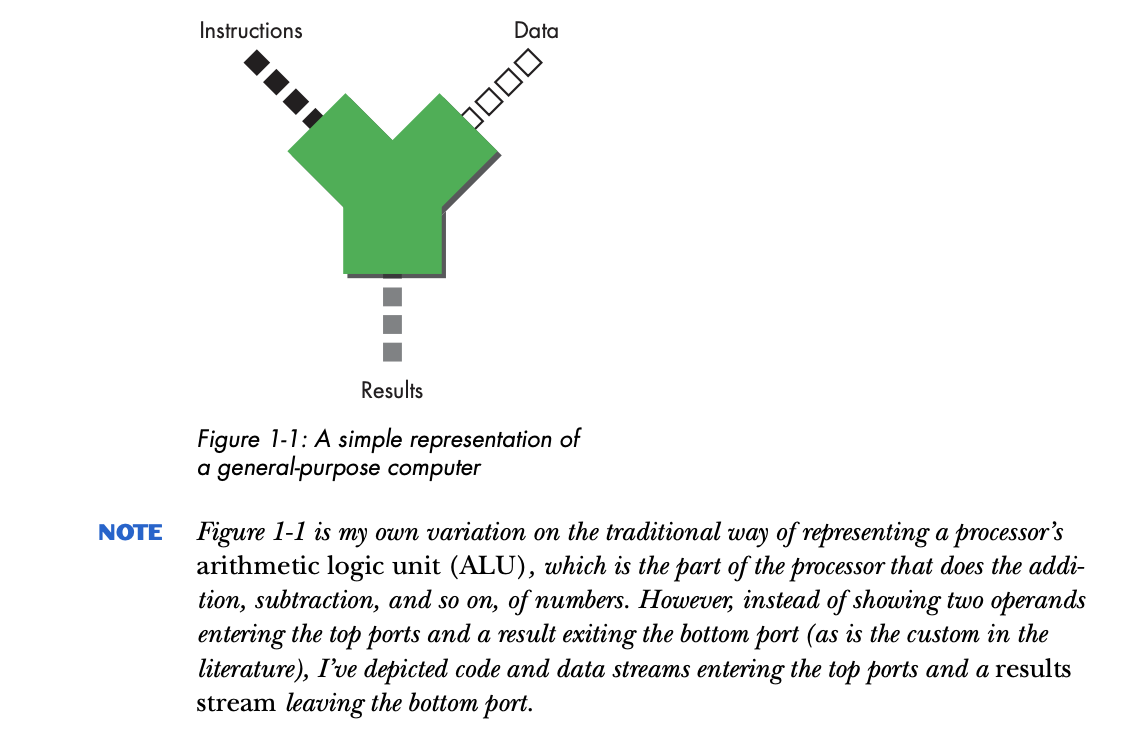 Instructions
Data
Results
Figure 1-1: A simple representation of
a general-purpose computer
NOTE Figure 1-1 is my own variation on the traditional way of representing a processor’s
arithmetic logic unit (ALU), which is the part of the processor that does the addi-
tion, subtraction, and so on, of numbers. However, instead of showing two operands
entering the top ports and a result exiting the bottom port (as is the custom in the
literature), I’ve depicted code and data streams entering the top ports and a results
stream leaving the bottom port.